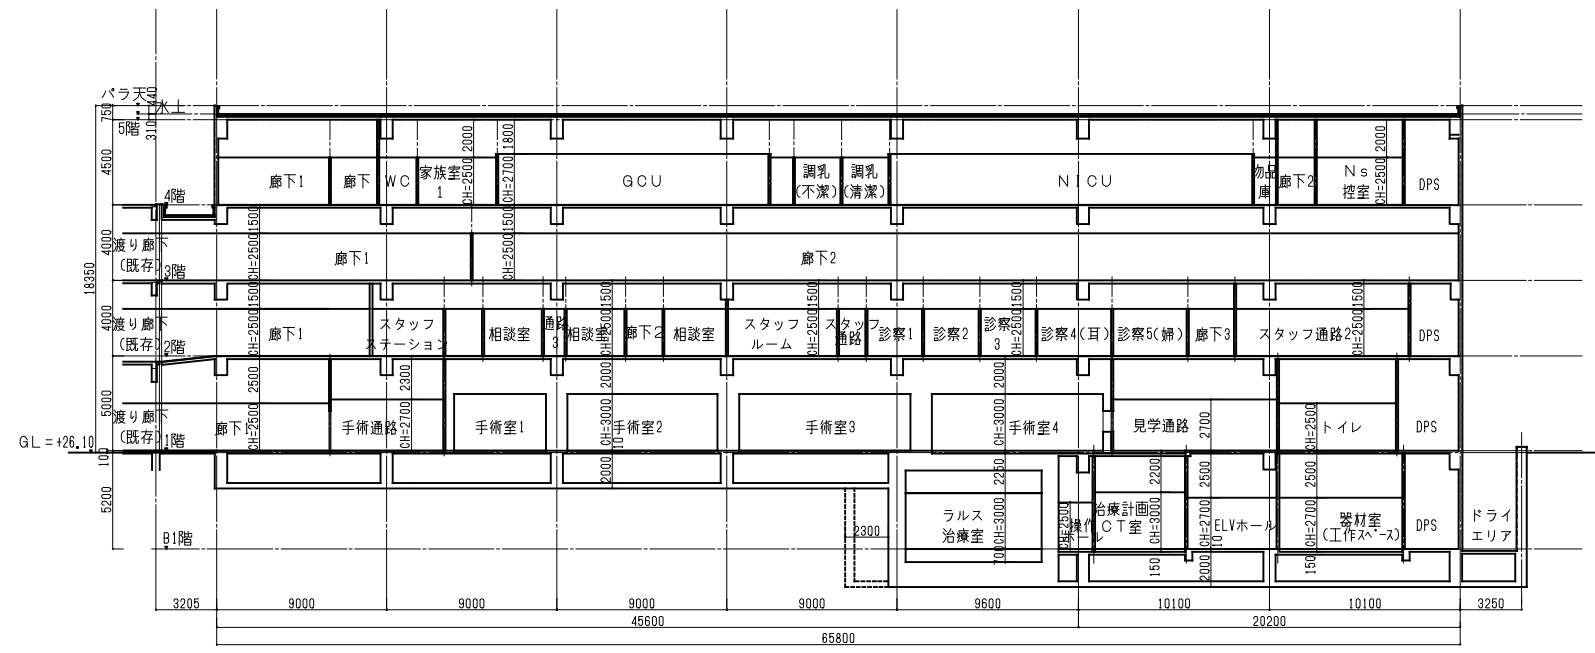 パラ天
440
水上
750
310
5階
1800
2000
2000
4500
廊下1
廊下
WC
家族室
1
CH=2500
CH=2700
GCU
調乳
(不潔)
調乳
(清潔)
NICU
物品
庫
廊下2
Ns
控室
CH=2500
DPS
4階
1500
1500
4000
渡り廊下
(既存)
CH=2500
廊下1
CH=2500
廊下2
18350
3階
1500
1500
1500
1500
1500
4000
渡り廊下
(既存)
CH=2500
廊下1
スタッフ
ステーション
相談室
通路
3
相談室
CH=2500
廊下2
相談室
スタッフ
ルーム
CH=2500
スタッフ
通路
診察1
診察2
診察
3
CH=2500
診察4(耳)
診察5(婦)
廊下3
スタッフ通路2
CH=2500
DPS
2階
2500
2300
2000
2000
5000
渡り廊下
(既存)
CH=2500
廊下1
手術通路
CH=2700
手術室1
CH=3000
手術室2
手術室3
CH=3000
手術室4
見学通路
2700
CH=2500
トイレ
DPS
GL=+26.10
1階
10
100
2000
2250
2200
2500
2500
5200
ラルス
治療室
CH=3000
700
CH=2500
操作
ホール
治療計画
CT室
CH=3000
ELVホール
CH=2700
10
CH=2700
器材室
(工作スペース)
DPS
ドライ
エリア
B1階
2300
150
2000
150
3205
9000
9000
9000
9000
9600
10100
10100
3250
45600
20200
65800